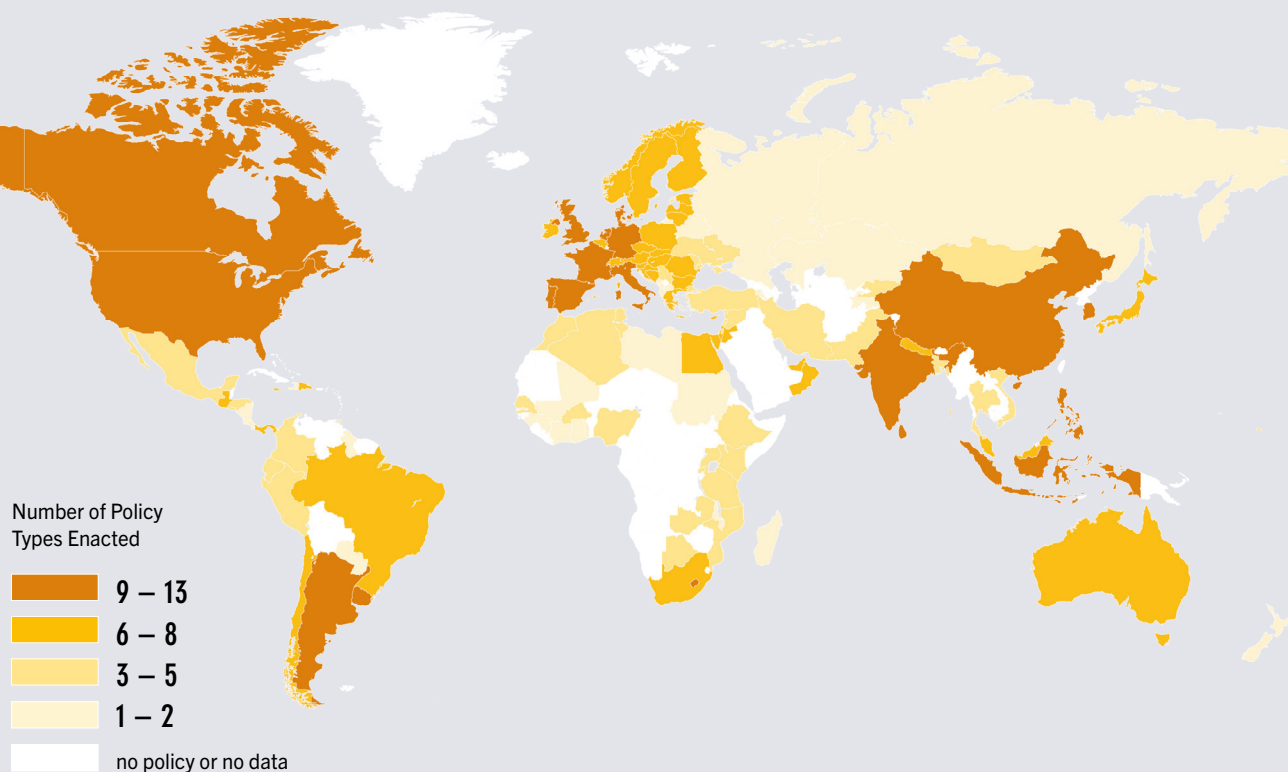 Number of Policy
Types Enacted
9 – 13
6 – 8
3 – 5
1 – 2
no policy or no data